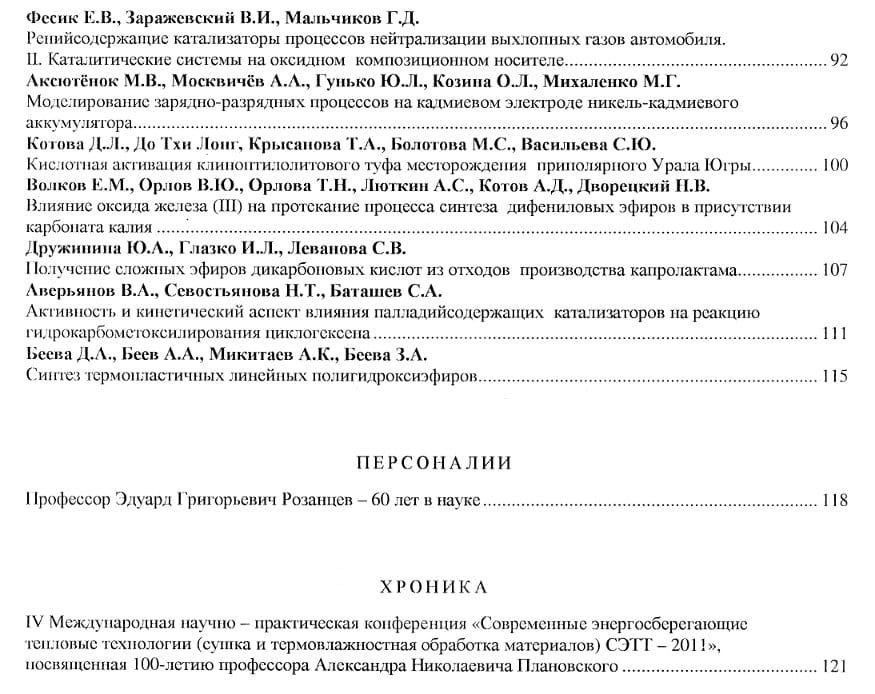 Фесик Е.В., Заражевский В.И., Мальчиков Г.Д.
Ренийсодержащие катализаторы процессов нейтрализации выхлопных газов автомобиля.
II. Каталитические системы на оксидном композиционном носителе 92
Аксютёнок М.В., Москвичёв А.А., Гунько Ю.Л., Козина О.Л., Михаленко М.Г.
Моделирование зарядно-разрядных процессов на кадмиевом электроде никель-кадмиевого
аккумулятора 96
Котова Д.Л., До Тхи Лонг, Крысанова Т.А., Болотова М.С., Васильева С.Ю.
Кислотная активация клиноптилолитового туфа месторождения приполярного Урала Югры 100
Волков Е.М., Орлов В.Ю., Орлова Т.Н., Люткин А.С., Котов А.Д., Дворецкий Н.В.
Влияние оксида железа (III) на протекание процесса синтеза дифениловых эфиров в присутствии
карбоната калия 104
Дружинина Ю.А., Глазко И.Л., Леванова С.В.
Получение сложных эфиров дикарбоновых кислот из отходов производства капролактама 107
Аверьянов В.А., Севостьянова Н.Т., Баташев С.А.
Активность и кинетический аспект влияния палладийсодержащих катализаторов на реакцию
гидрокарбометоксилирования циклогексена 111
Беева Д.А., Беев А.А., Микитаев А.К., Беева З.А.
Синтез термопластичных линейных полигидроксиэфиров 115
ПЕРСОНАЛИИ
Профессор Эдуард Григорьевич Розанцев – 60 лет в науке 118
ХРОНИКА
IV Международная научно – практическая конференция «Современные энергосберегающие
тепловые технологии (сушка и термовлажностная обработка материалов) СЭТТ – 2011»,
посвященная 100-летию профессора Александра Николаевича Плановского 121